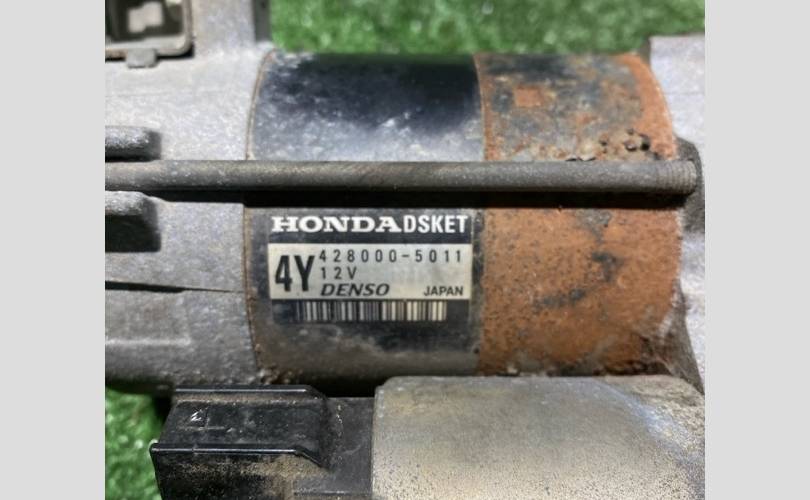 HONDA DSKET
4Y 428000-5011
12V
DENSO JAPAN